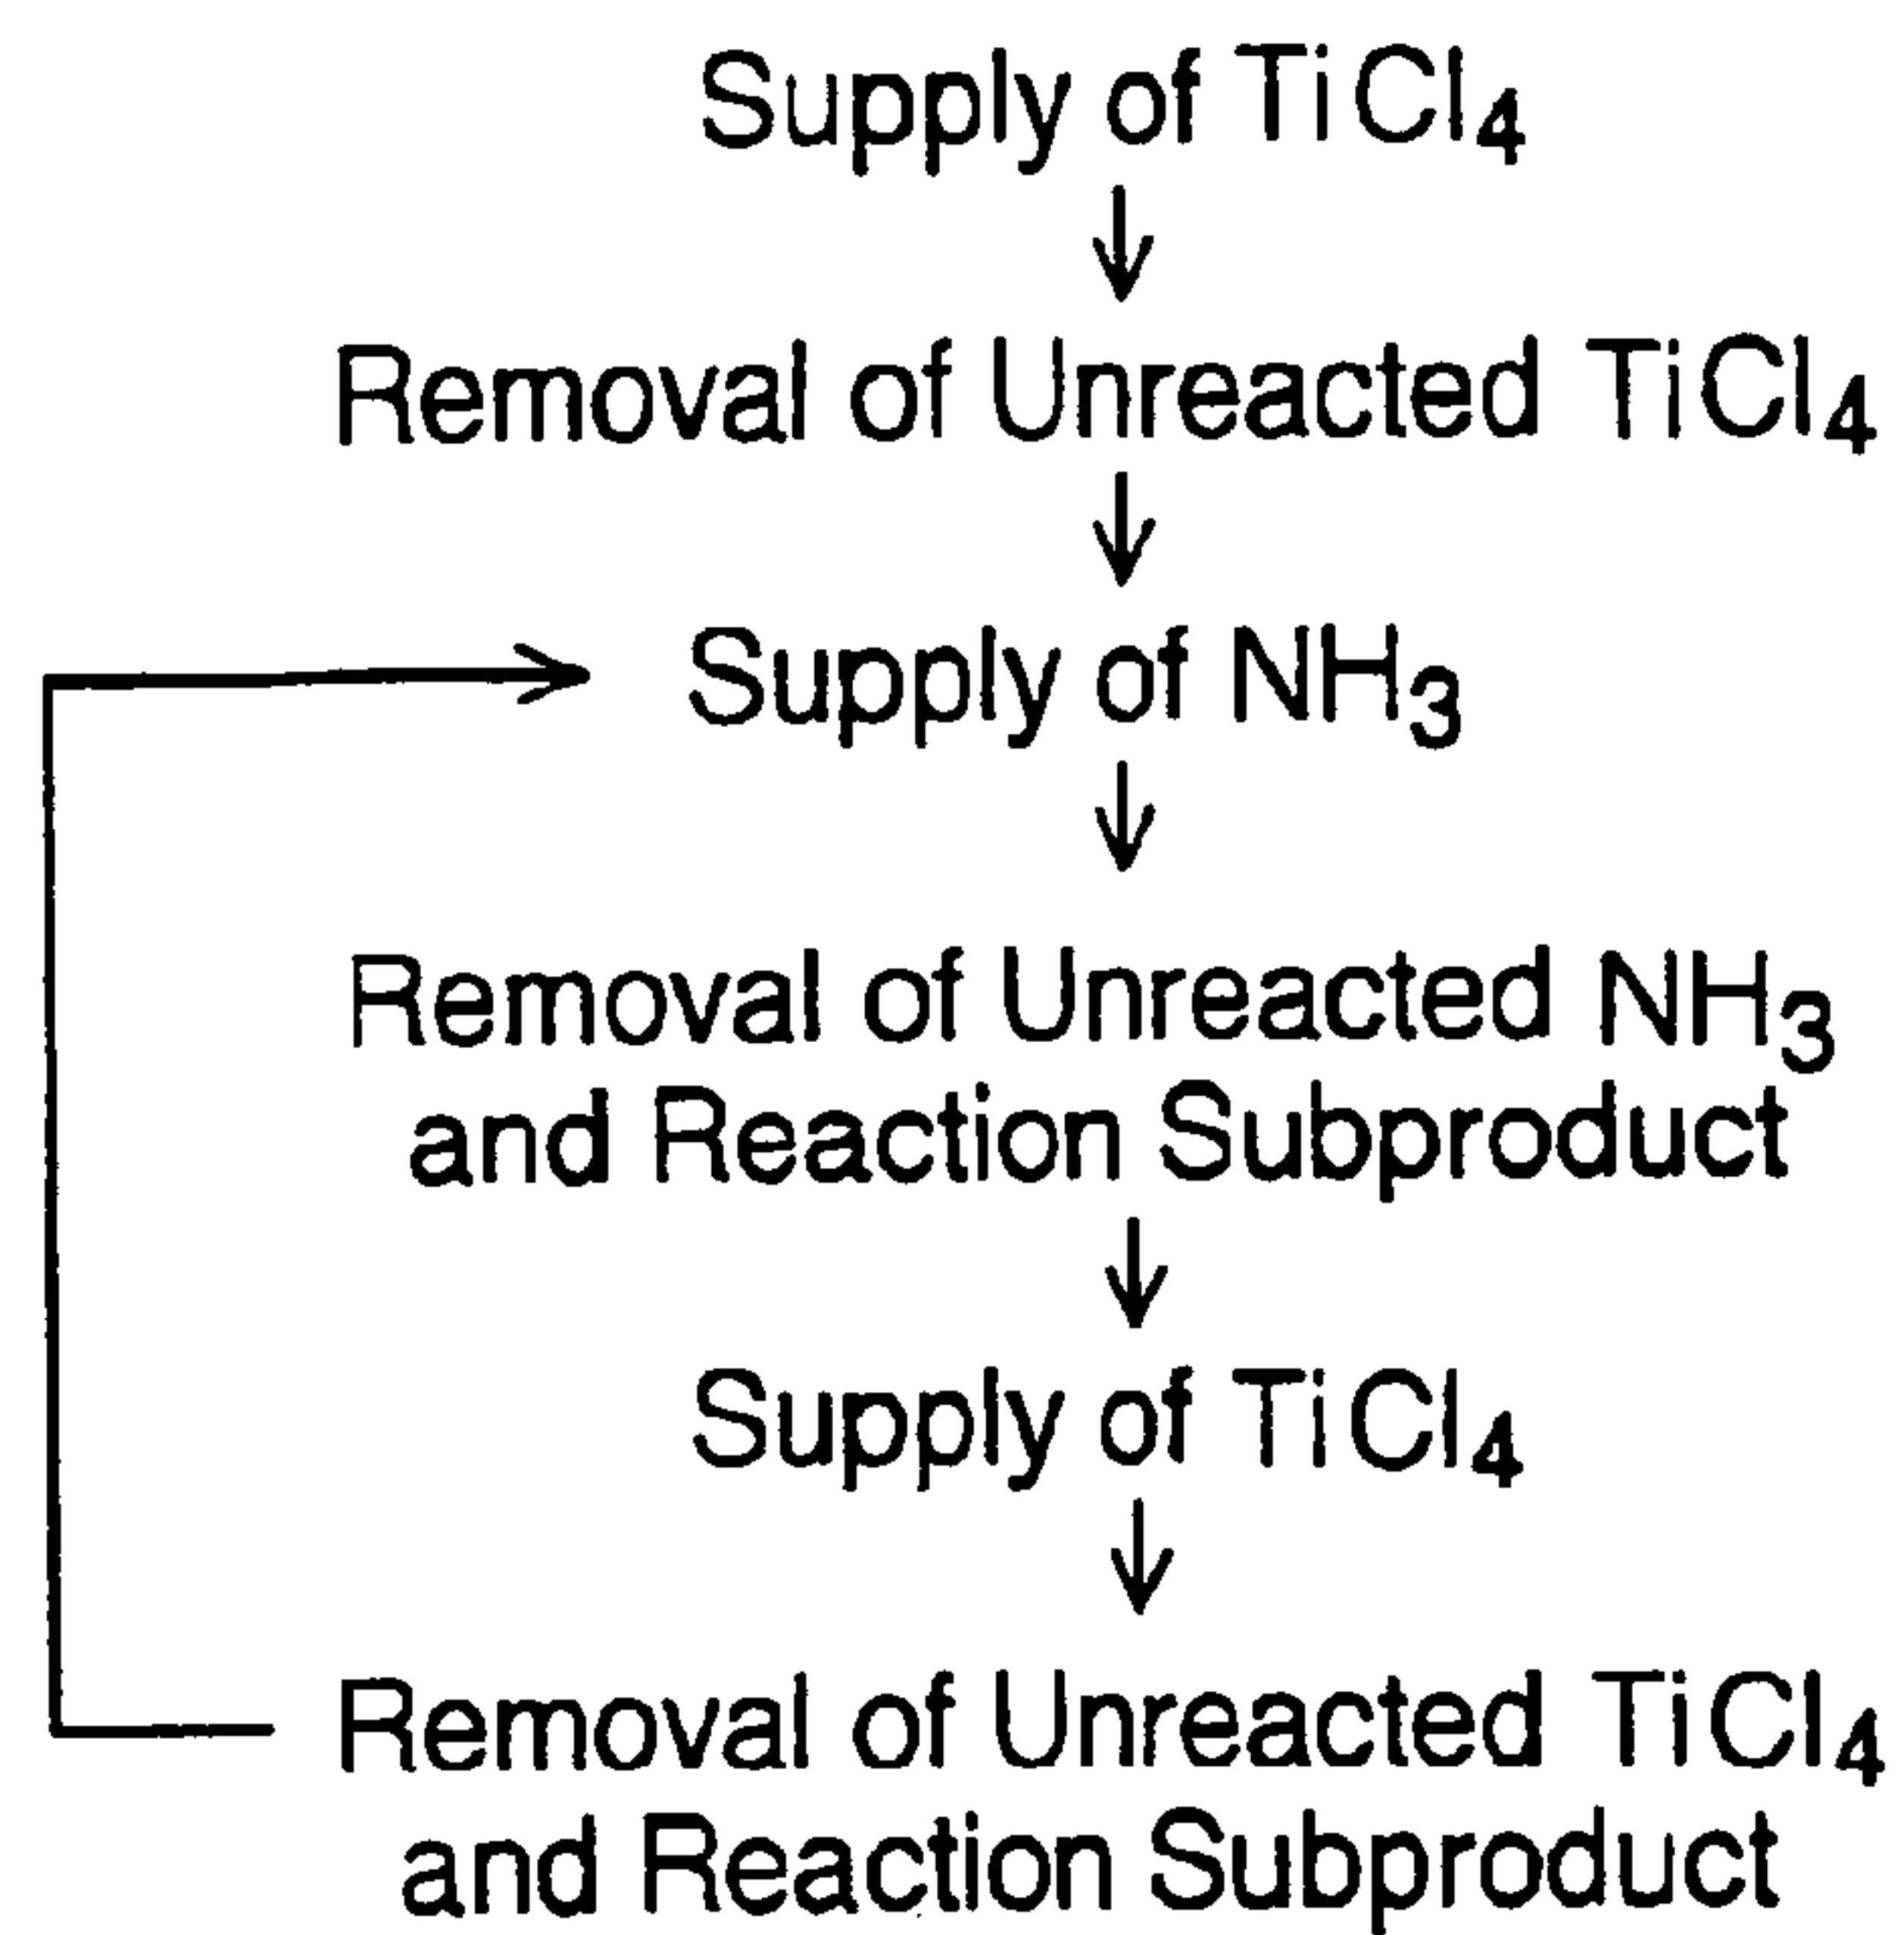 Supply of TiCl₄
Removal of Unreacted TiCl₄
Supply of NH₃
Removal of Unreacted NH₃
and Reaction Subproduct
Supply of TiCl₄
Removal of Unreacted TiCl₄
and Reaction Subproduct